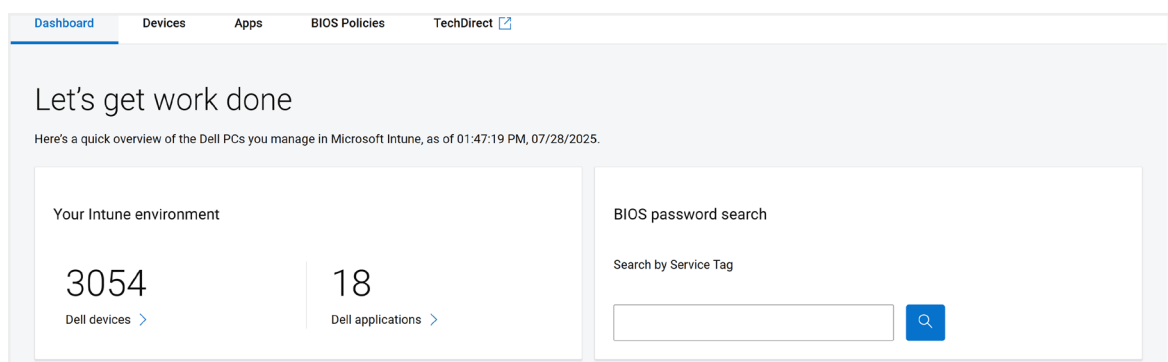 Dashboard Devices Apps BIOS Policies TechDirect
Let's get work done
Here's a quick overview of the Dell PCs you manage in Microsoft Intune, as of 01:47:19 PM, 07/28/2025.
Your Intune environment
3054
Dell devices
18
Dell applications
BIOS password search
Search by Service Tag